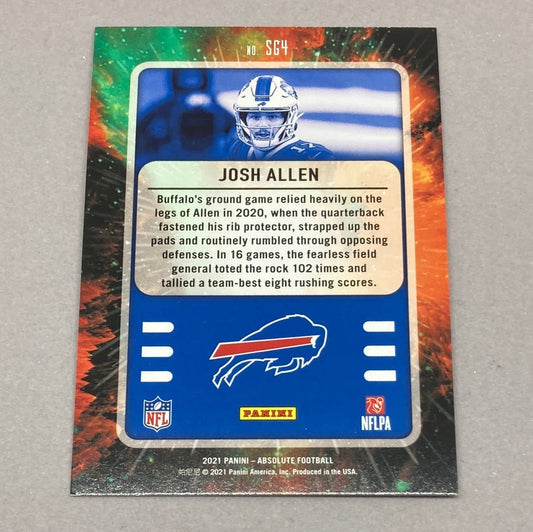 NO. SG4
JOSH ALLEN
Buffalo's ground game relied heavily on the
legs of Allen in 2020, when the quarterback
fastened his rib protector, strapped up the
pads and routinely rumbled through opposing
defenses. In 16 games, the fearless field
general toted the rock 102 times and
tallied a team-best eight rushing scores.
NFL
PANINI
NFLPA
2021 PANINI – ABSOLUTE FOOTBALL
帕尼尼 © 2021 Panini America, Inc. Produced in the USA.